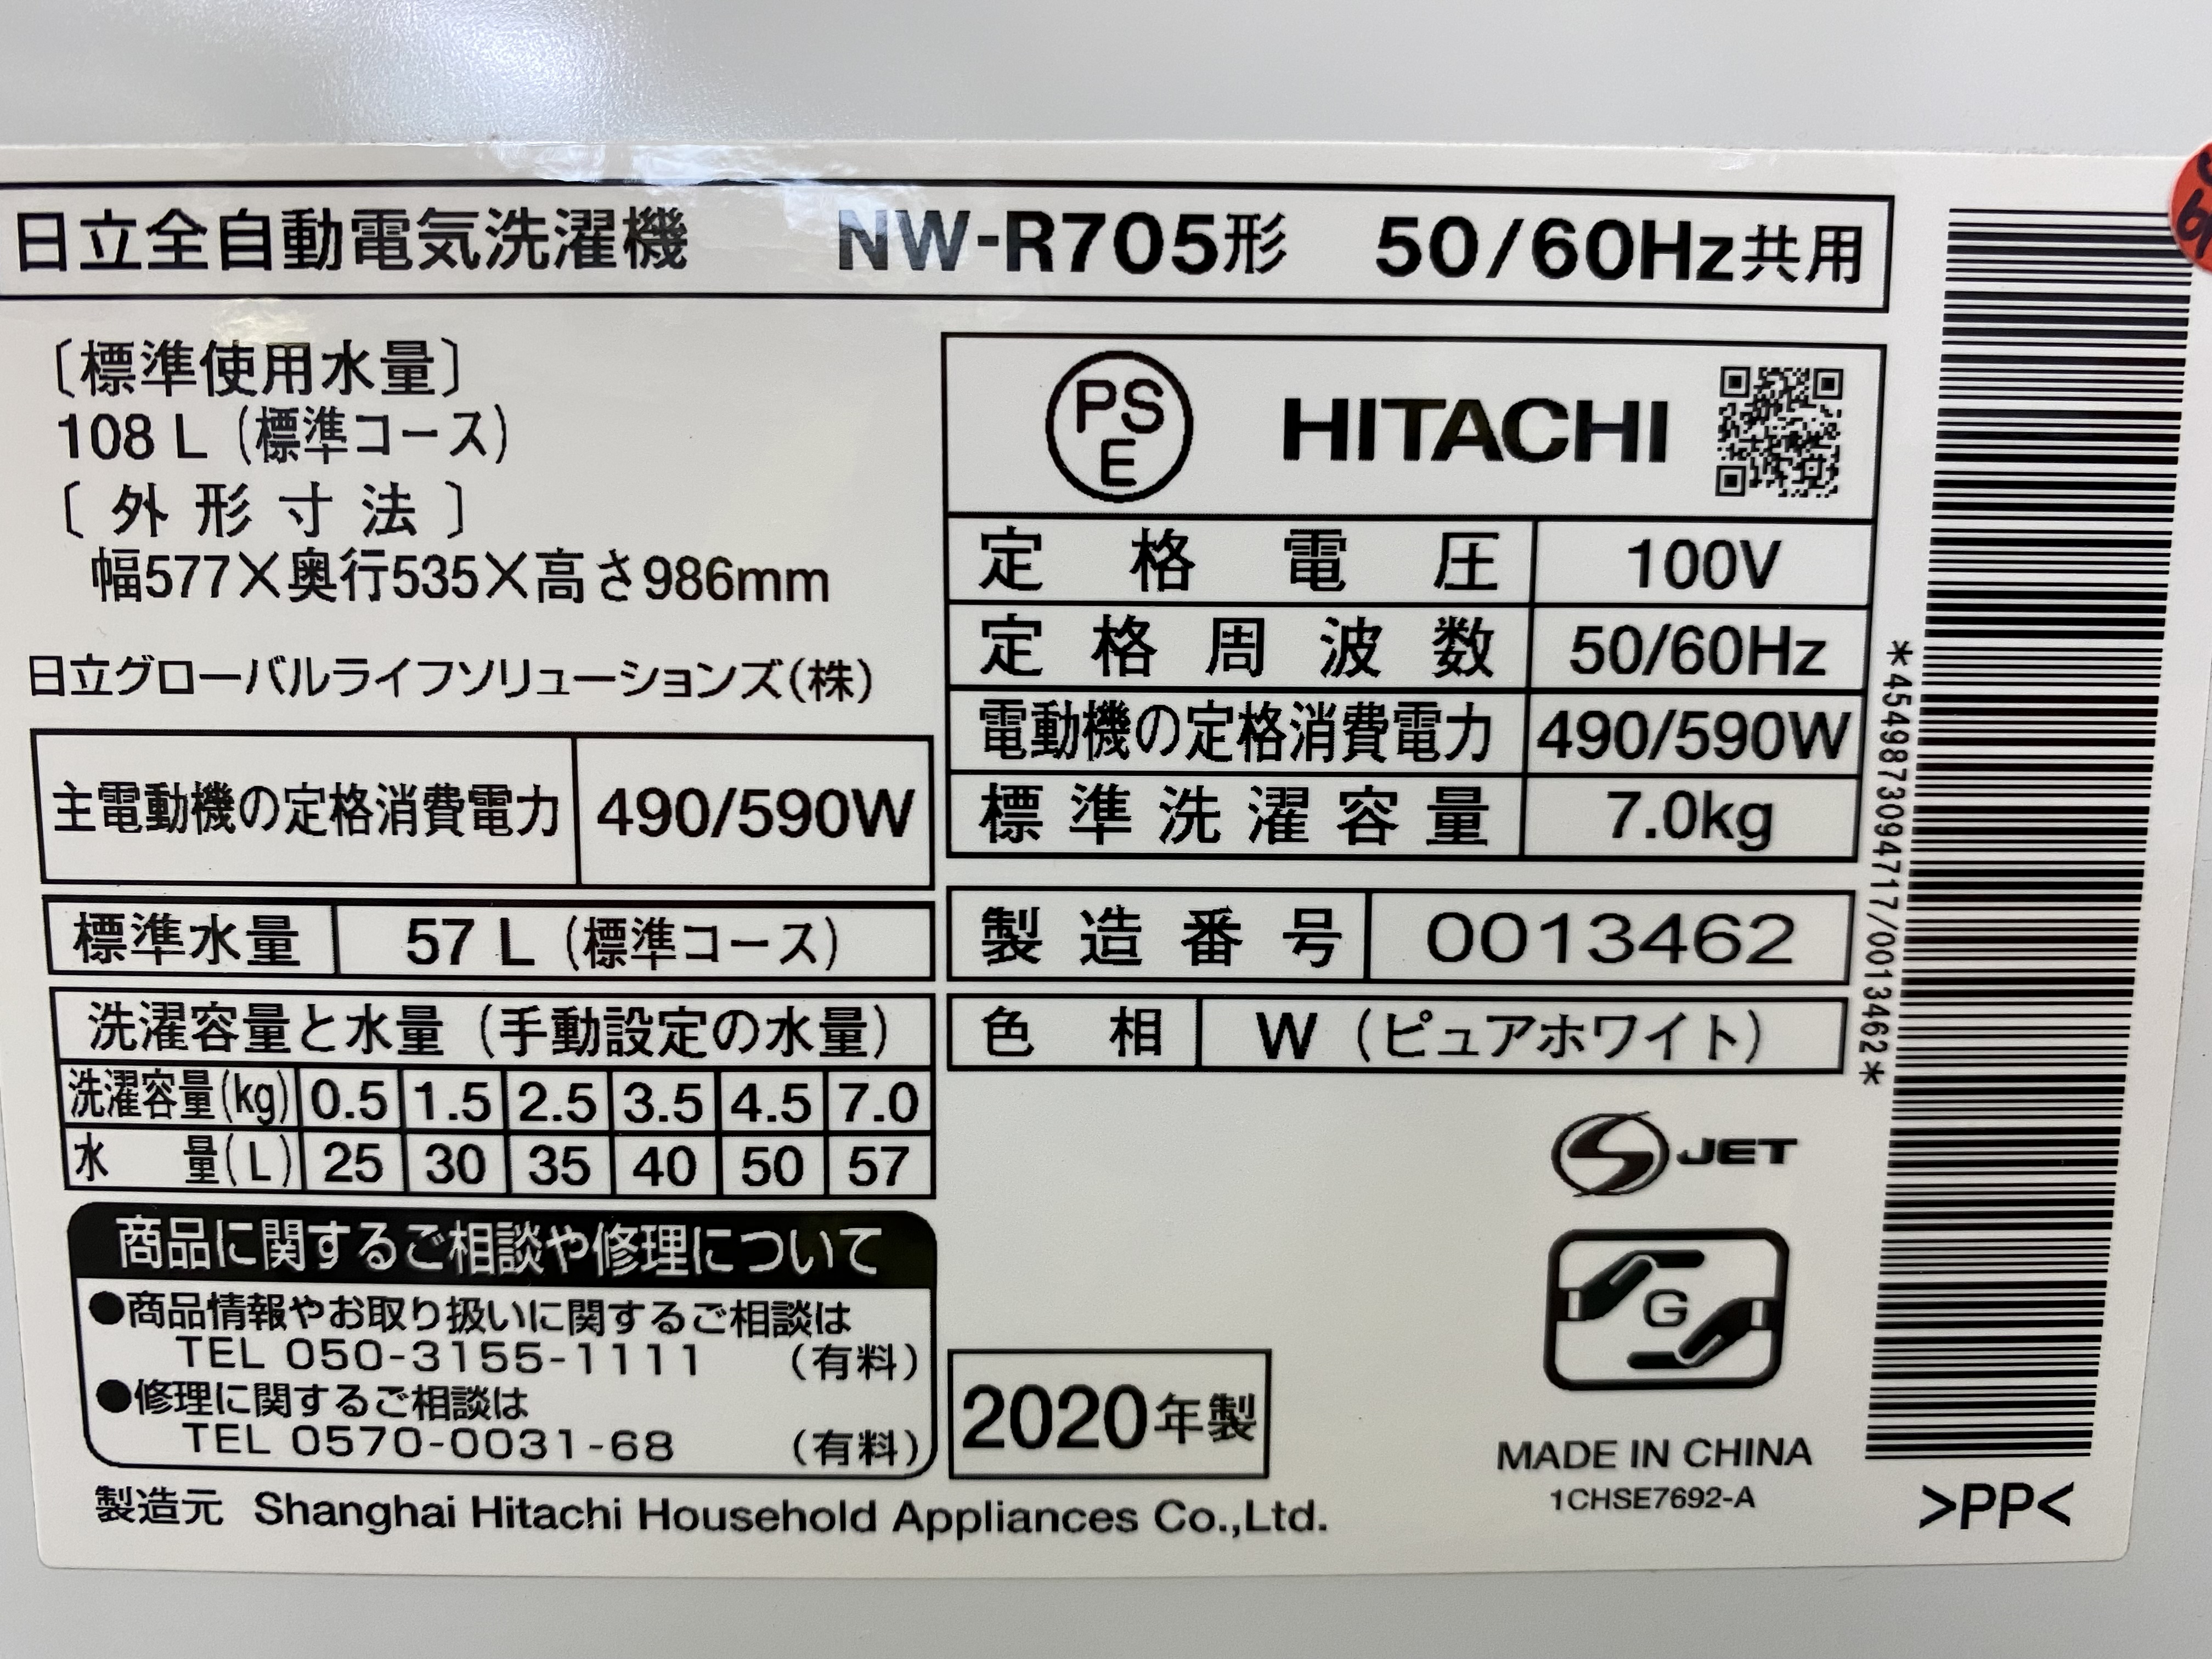 日立全自動電気洗濯機 NW-R705形 50/60Hz共用
〔標準使用水量〕
108 L (標準コース)
〔外形寸法〕
幅577×奥行535×高さ986mm
日立グローバルライフソリューションズ(株)
主電動機の定格消費電力 490/590W
標準水量 57 L (標準コース)
洗濯容量と水量 (手動設定の水量)
洗濯容量(kg) 0.5 1.5 2.5 3.5 4.5 7.0
水量(L) 25 30 35 40 50 57
商品に関するご相談や修理について
●商品情報やお取り扱いに関するご相談は
TEL 050-3155-1111 (有料)
●修理に関するご相談は
TEL 0570-0031-68 (有料)
製造元 Shanghai Hitachi Household Appliances Co.,Ltd.
PS
E
HITACHI
定格電圧 100V
定格周波数 50/60Hz
電動機の定格消費電力 490/590W
標準洗濯容量 7.0kg
製造番号 0013462
色相 W (ピュアホワイト)
JET
G
2020年製
MADE IN CHINA
1CHSE7692-A
*4549873094717/0013462*
>PP<